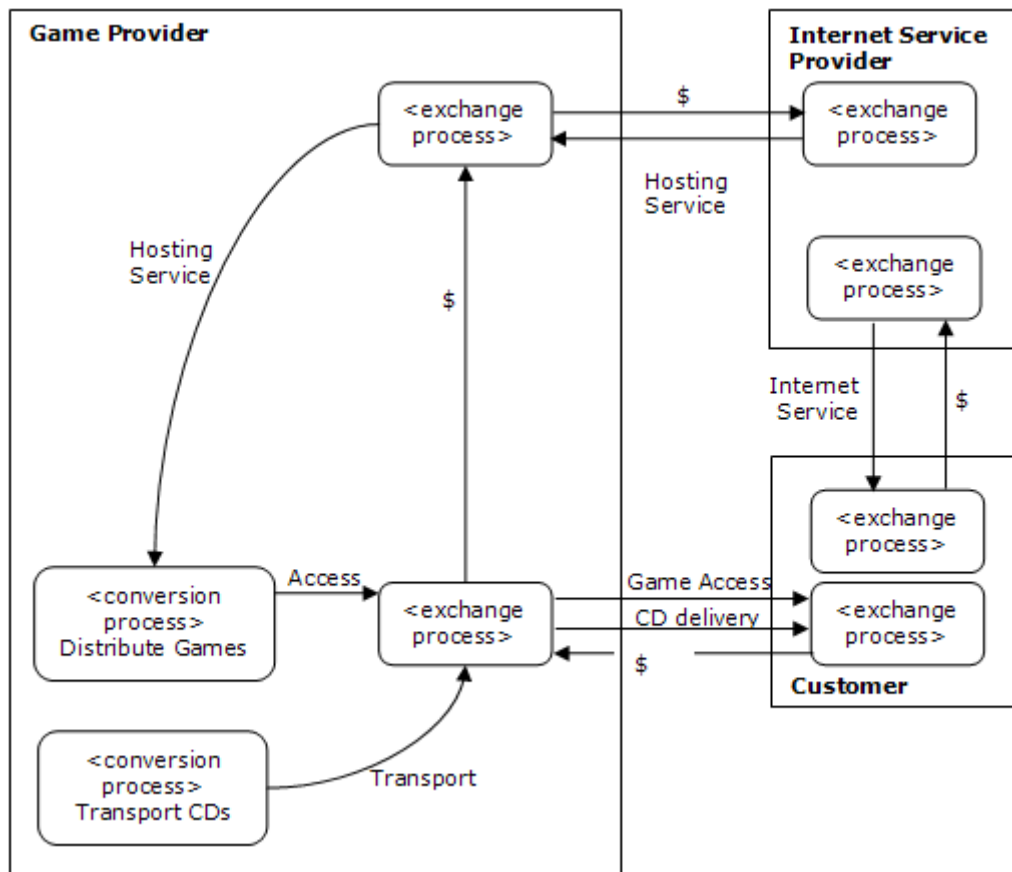 Game Provider
Internet Service
Provider
<exchange
process>
$
<exchange
process>
Hosting
Service
Hosting
Service
<exchange
process>
$
Internet
Service
$
<exchange
process>
<conversion
process>
Distribute Games
Access
<exchange
process>
Game Access
CD delivery
$
<exchange
process>
Customer
<conversion
process>
Transport CDs
Transport